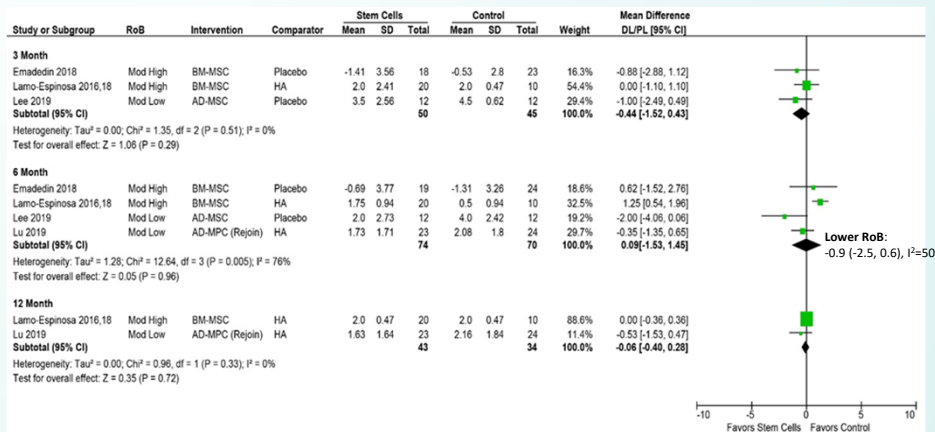 Stem Cells Control Mean Difference
Study or Subgroup RoB Intervention Comparator Mean SD Total Mean SD Total Weight DL/PL [95% CI]
3 Month
Emadedin 2018 Mod High BM-MSC Placebo -1.41 3.56 18 -0.53 2.8 23 16.3% -0.88 [-2.88, 1.12]
Lamo-Espinosa 2016,18 Mod High BM-MSC HA 2.0 2.41 20 2.0 0.47 10 54.4% 0.00 [-1.10, 1.10]
Lee 2019 Mod Low AD-MSC Placebo 3.5 2.56 12 4.5 0.62 12 29.4% -1.00 [-2.49, 0.49]
Subtotal (95% CI) 50 45 100.0% -0.44 [-1.52, 0.43]
Heterogeneity: Tau² = 0.00; Chi² = 1.35, df = 2 (P = 0.51); I² = 0%
Test for overall effect: Z = 1.06 (P = 0.29)
6 Month
Emadedin 2018 Mod High BM-MSC Placebo -0.69 3.77 19 -1.31 3.26 24 18.6% 0.62 [-1.52, 2.76]
Lamo-Espinosa 2016,18 Mod High BM-MSC HA 1.75 0.94 20 0.5 0.94 10 32.5% 1.25 [0.54, 1.96]
Lee 2019 Mod Low AD-MSC Placebo 2.0 2.73 12 4.0 2.42 12 19.2% -2.00 [-4.06, 0.06]
Lu 2019 Mod Low AD-MPC (Rejoin) HA 1.73 1.71 23 2.08 1.8 24 29.7% -0.35 [-1.35, 0.65]
Subtotal (95% CI) 74 70 100.0% 0.09[-1.53, 1.45]
Lower RoB:
-0.9 (-2.5, 0.6), I²=50
Heterogeneity: Tau² = 1.28; Chi² = 12.64, df = 3 (P = 0.005); I² = 76%
Test for overall effect: Z = 0.05 (P = 0.96)
12 Month
Lamo-Espinosa 2016,18 Mod High BM-MSC HA 2.0 0.47 20 2.0 0.47 10 88.6% 0.00 [-0.36, 0.36]
Lu 2019 Mod Low AD-MPC (Rejoin) HA 1.63 1.64 23 2.16 1.84 24 11.4% -0.53 [-1.53, 0.47]
Subtotal (95% CI) 43 34 100.0% -0.06 [-0.40, 0.28]
Heterogeneity: Tau² = 0.00; Chi² = 0.96, df = 1 (P = 0.33); I² = 0%
Test for overall effect: Z = 0.35 (P = 0.72)
-10 -5 0 5 10
Favors Stem Cells Favors Control